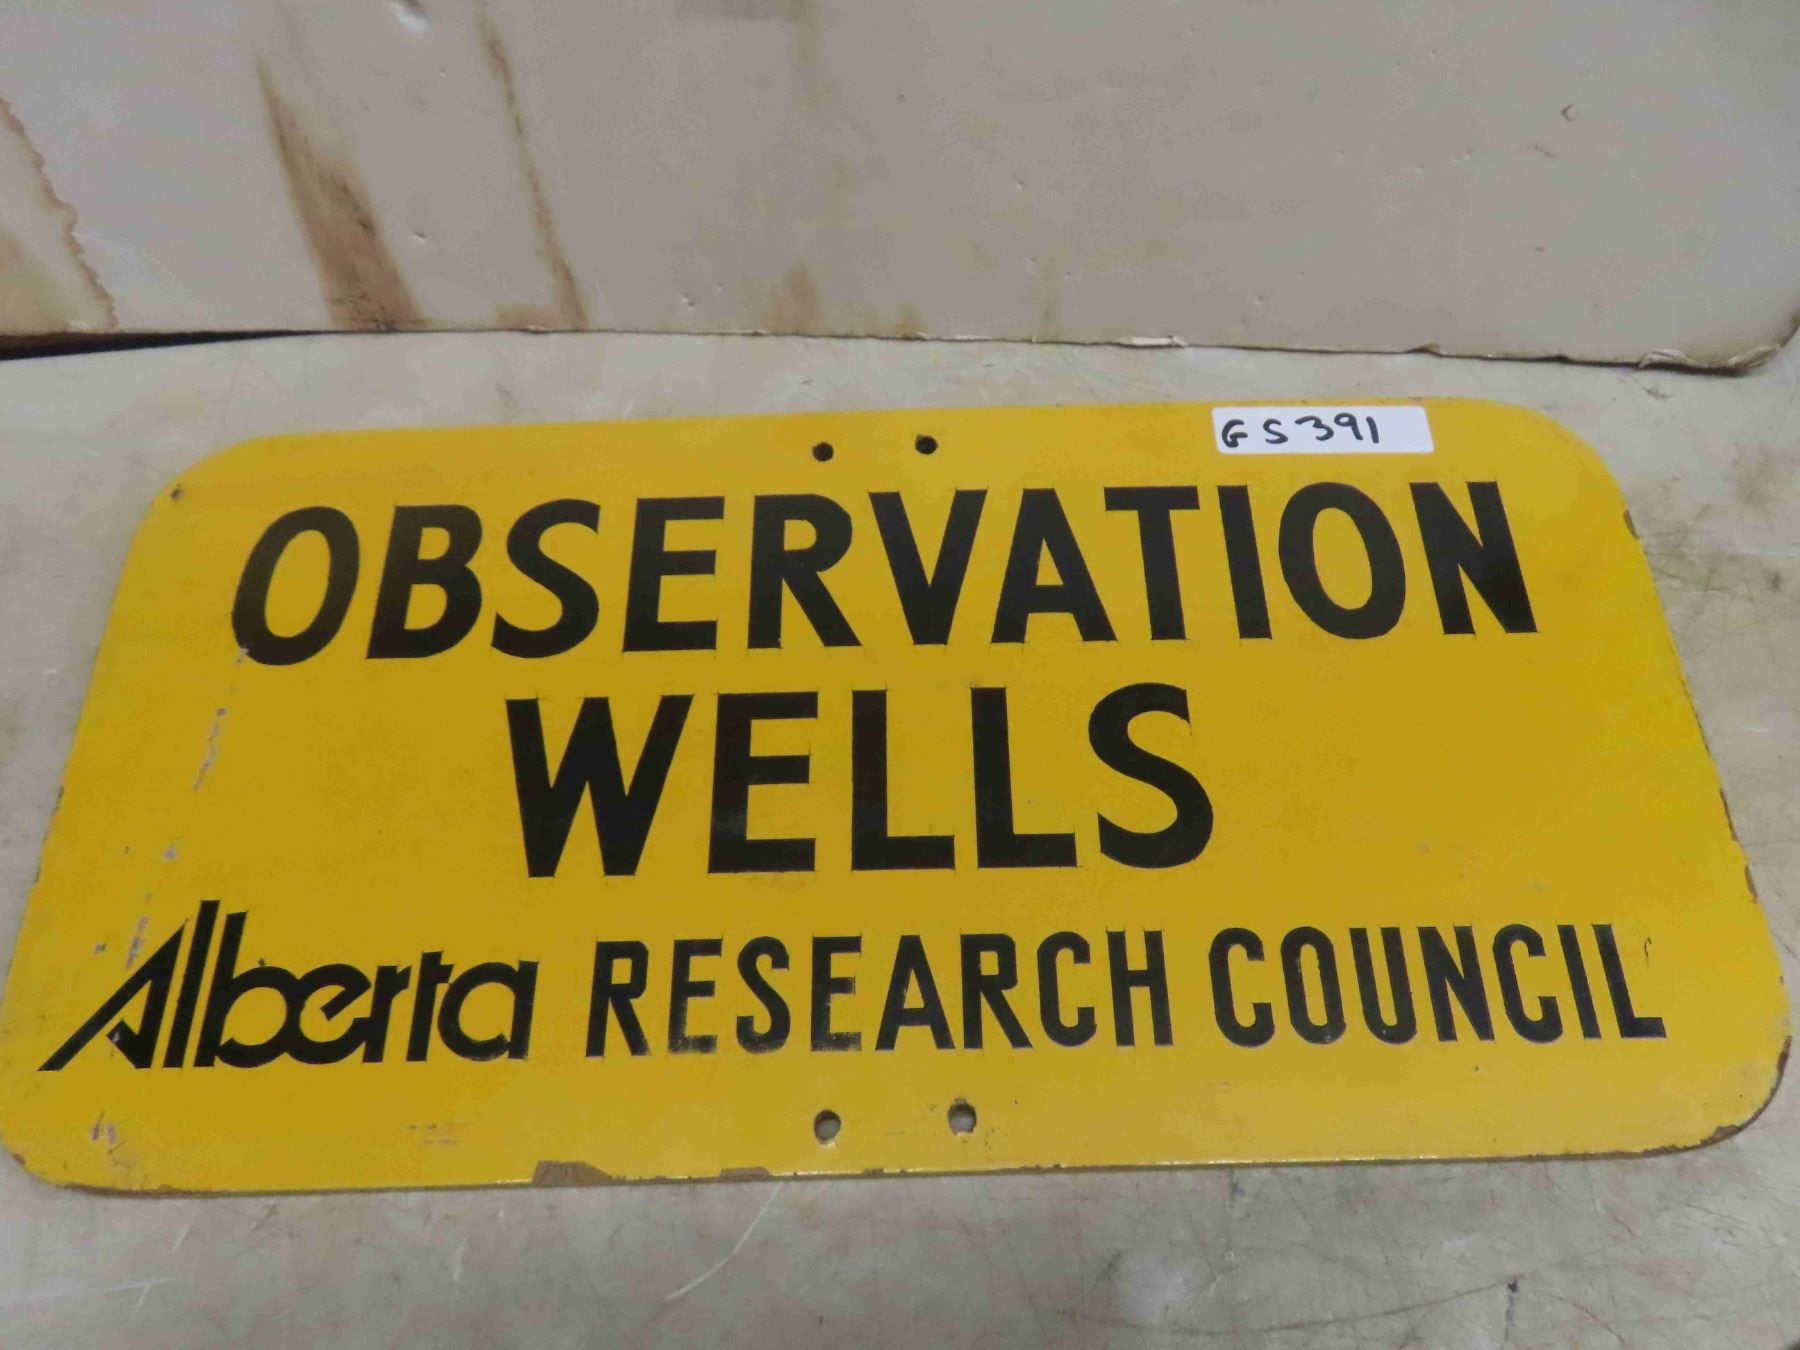 GS391
OBSERVATION
WELLS
Alberta RESEARCH COUNCIL